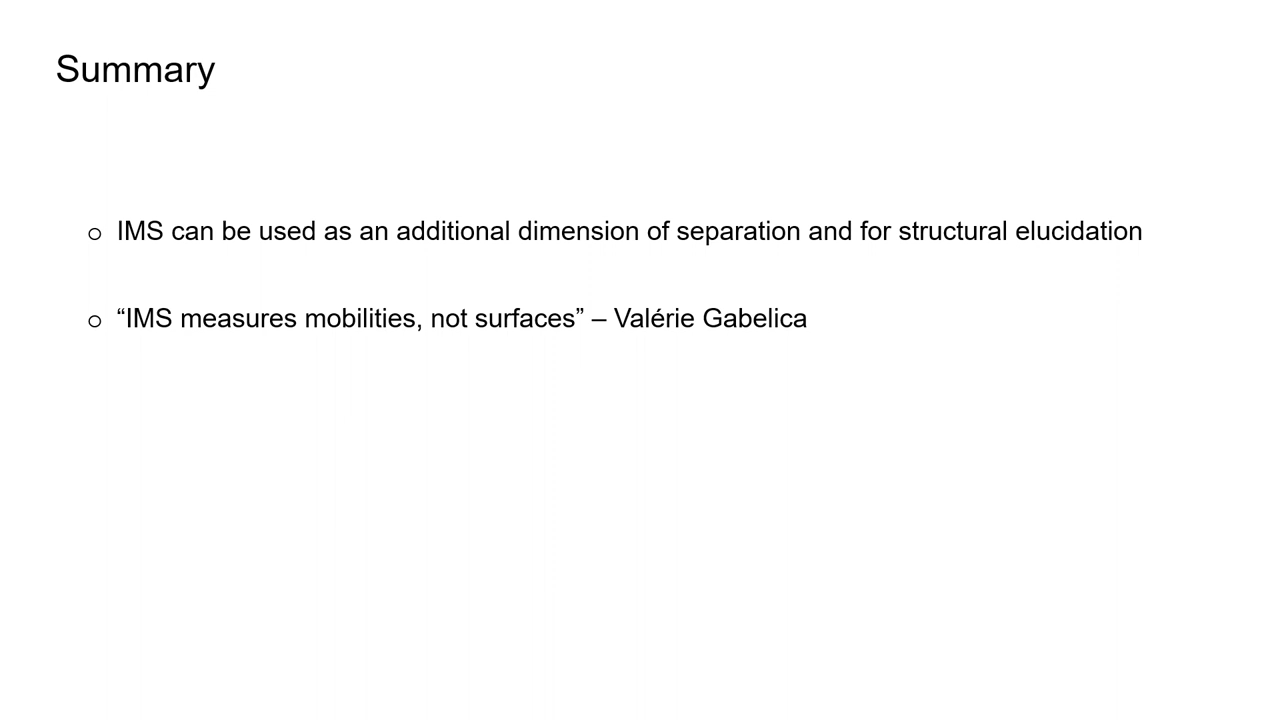 Summary
o IMS can be used as an additional dimension of separation and for structural elucidation
o “IMS measures mobilities, not surfaces” – Valérie Gabelica